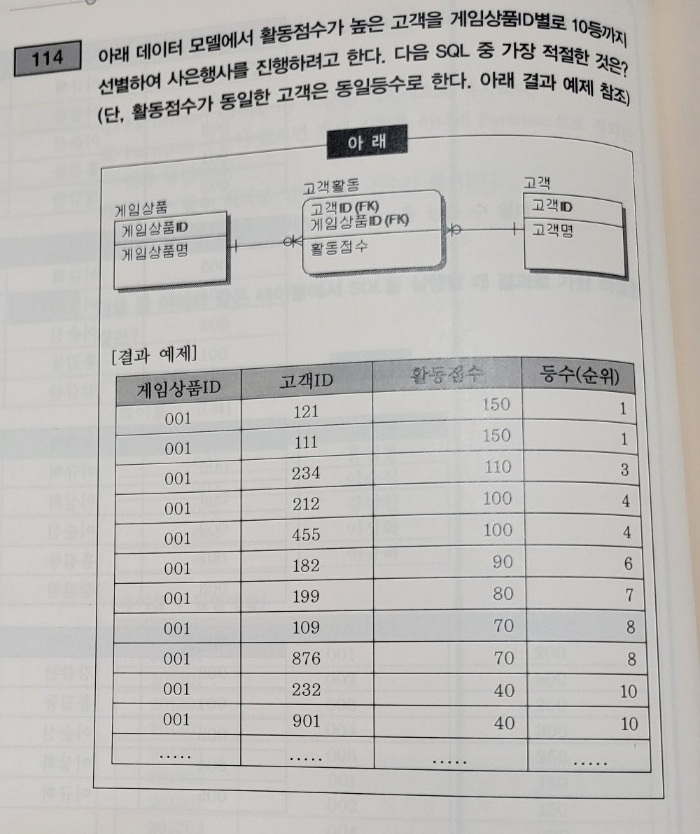 114
아래 데이터 모델에서 활동점수가 높은 고객을 게임상품ID별로 10등까지
선별하여 사은행사를 진행하려고 한다. 다음 SQL 중 가장 적절한 것은?
(단, 활동점수가 동일한 고객은 동일등수로 한다. 아래 결과 예제 참조)
아 래
게임상품
게임상품ID
게임상품명
고객활동
고객ID (FK)
게임상품ID (FK)
활동점수
고객
고객ID
고객명
[결과 예제]
게임상품ID 고객ID 활동점수 등수(순위)
001 121 150 1
001 111 150 1
001 234 110 3
001 212 100 4
001 455 100 4
001 182 90 6
001 199 80 7
001 109 70 8
001 876 70 8
001 232 40 10
001 901 40 10
..... ..... ..... .....